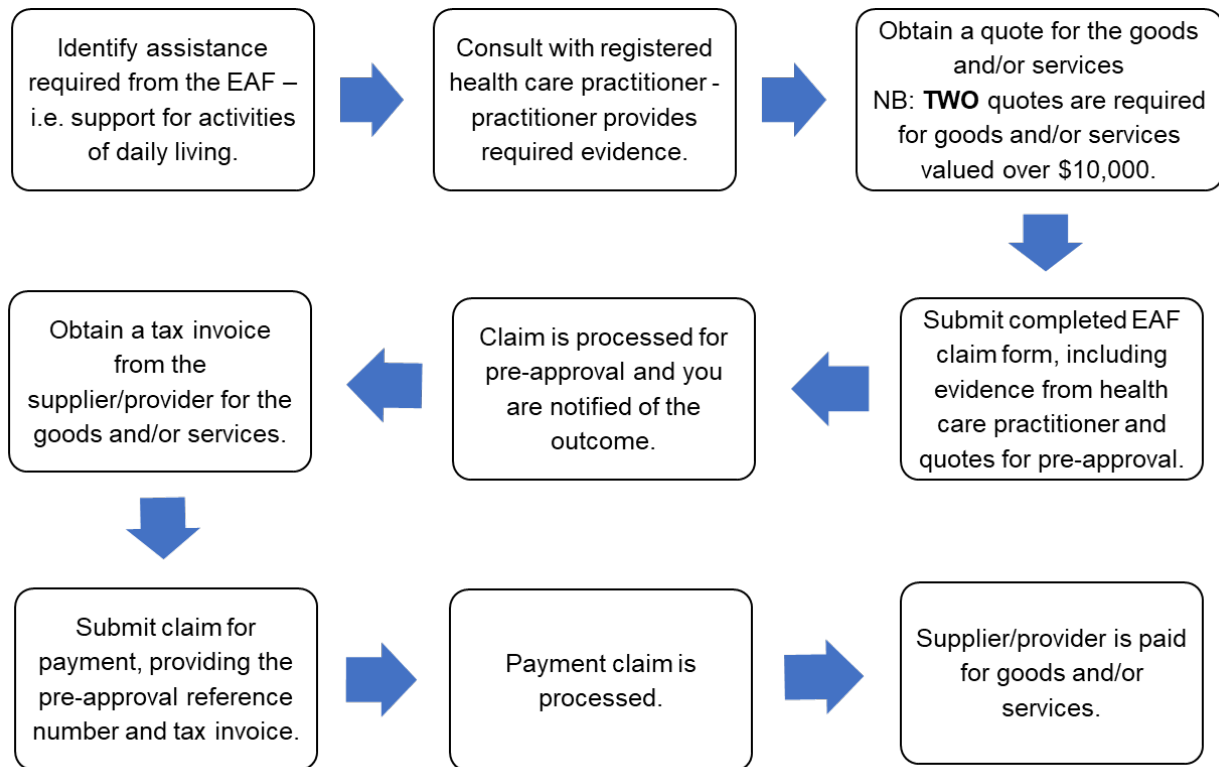 Identify assistance
required from the EAF –
i.e. support for activities
of daily living.
Consult with registered
health care practitioner -
practitioner provides
required evidence.
Obtain a quote for the goods
and/or services
NB: TWO quotes are required
for goods and/or services
valued over $10,000.
Submit completed EAF
claim form, including
evidence from health
care practitioner and
quotes for pre-approval.
Claim is processed for
pre-approval and you
are notified of the
outcome.
Obtain a tax invoice
from the
supplier/provider for the
goods and/or services.
Submit claim for
payment, providing the
pre-approval reference
number and tax invoice.
Payment claim is
processed.
Supplier/provider is paid
for goods and/or
services.